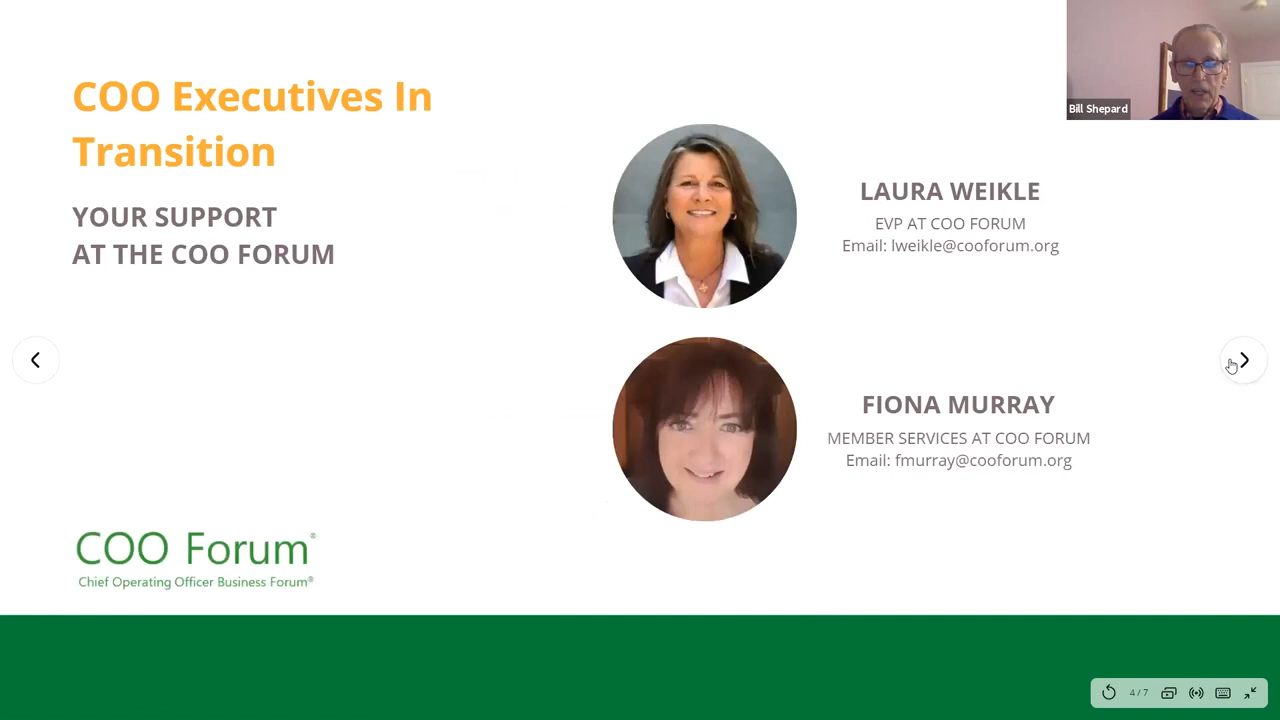 COO Executives In
Transition
YOUR SUPPORT
AT THE COO FORUM
Bill Shepard
LAURA WEIKLE
EVP AT COO FORUM
Email: lweikle@cooforum.org
FIONA MURRAY
MEMBER SERVICES AT COO FORUM
Email: fmurray@cooforum.org
COO Forum®
Chief Operating Officer Business Forum®
4 / 7